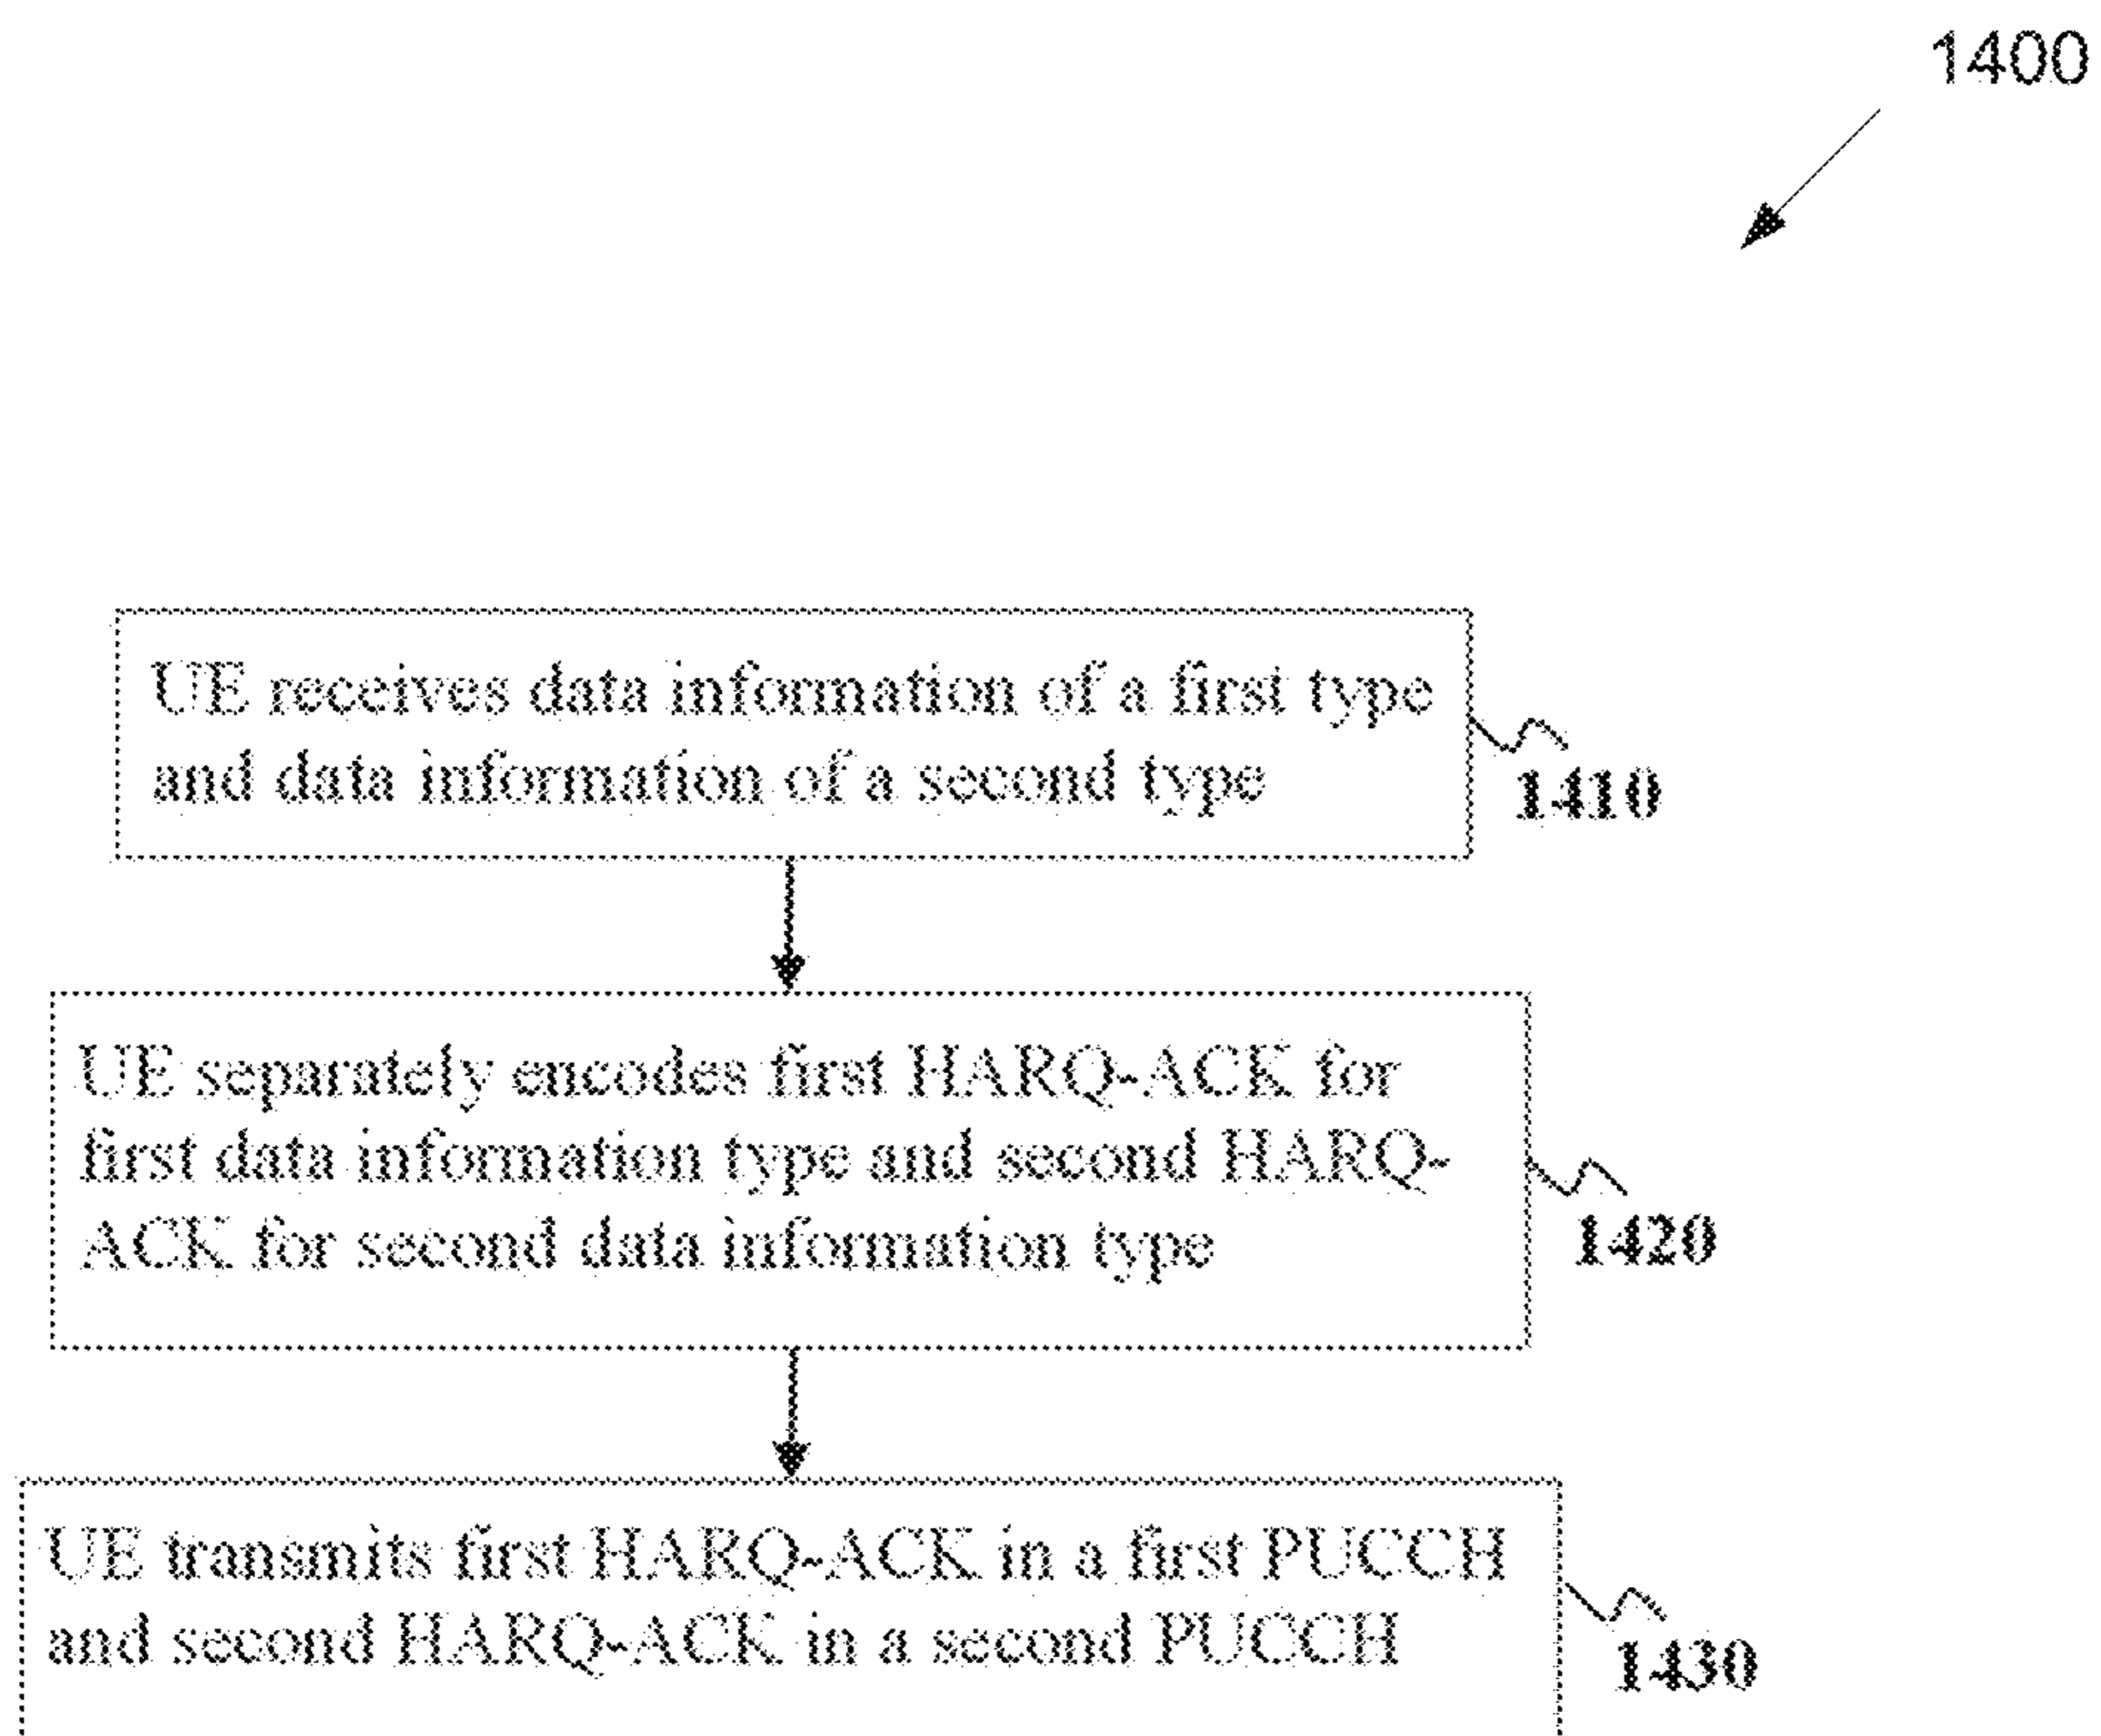 1400
UE receives data information of a first type
and data information of a second type
1410
UE separately encodes first HARQ-ACK for
first data information type and second HARQ-
ACK for second data information type
1420
UE transmits first HARQ-ACK in a first PUCCH
and second HARQ-ACK in a second PUCCH
1430